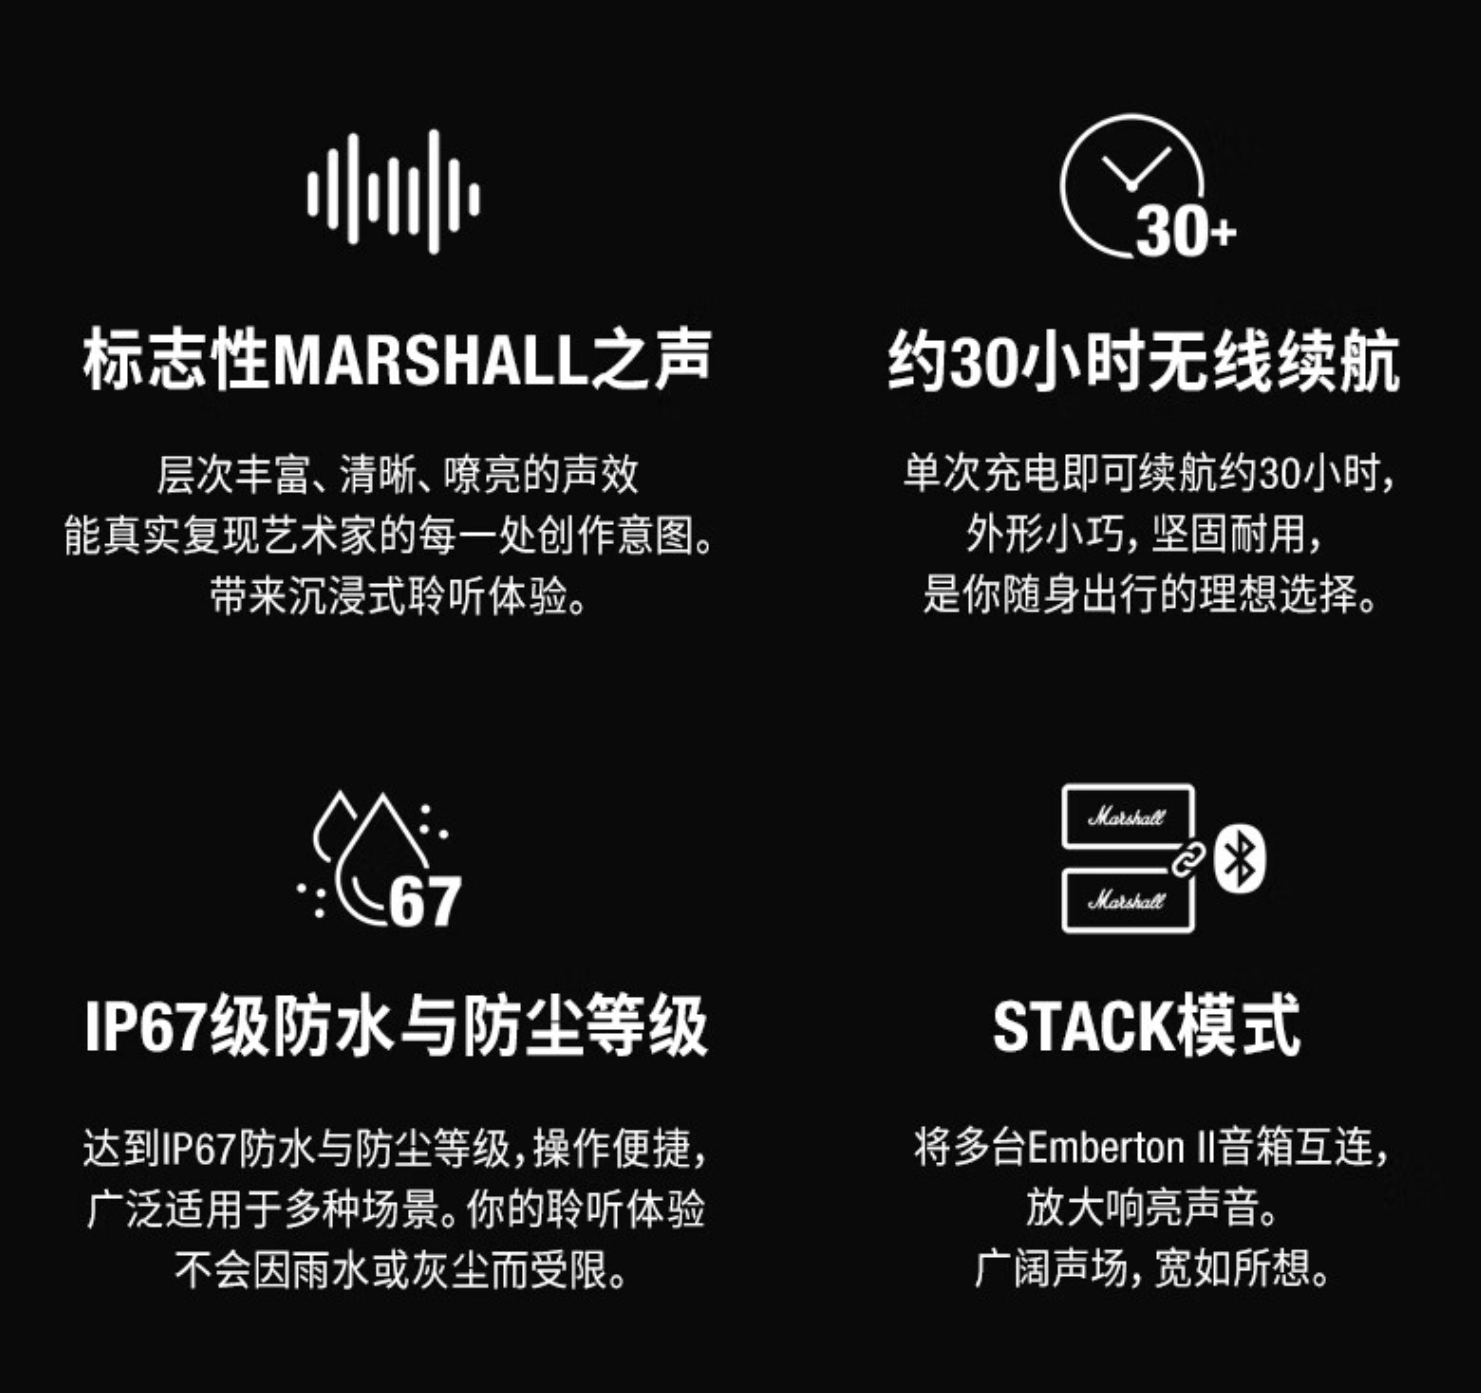 30+
标志性MARSHALL之声
层次丰富、清晰、嘹亮的声效
能真实复现艺术家的每一处创作意图。
带来沉浸式聆听体验。
约30小时无线续航
单次充电即可续航约30小时，
外形小巧，坚固耐用，
是你随身出行的理想选择。
67
IP67级防水与防尘等级
达到IP67防水与防尘等级，操作便捷，
广泛适用于多种场景。你的聆听体验
不会因雨水或灰尘而受限。
Marshall
Marshall
STACK模式
将多台Emberton II音箱互连，
放大响亮声音。
广阔声场，宽如所想。